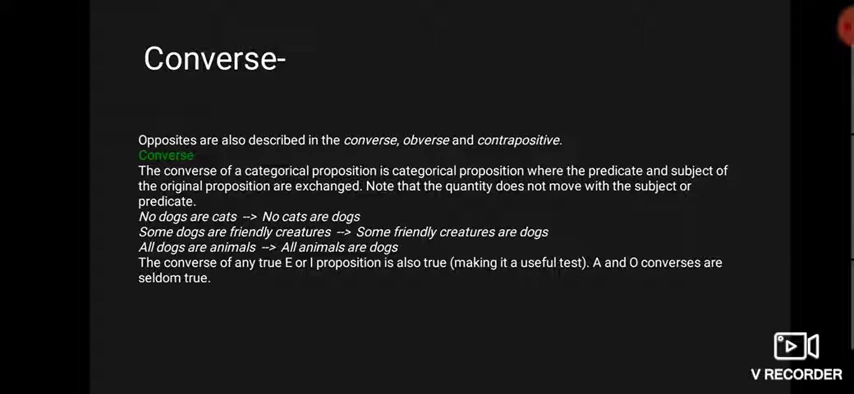 Converse-
Opposites are also described in the converse, obverse and contrapositive.
Converse
The converse of a categorical proposition is categorical proposition where the predicate and subject of
the original proposition are exchanged. Note that the quantity does not move with the subject or
predicate.
No dogs are cats --> No cats are dogs
Some dogs are friendly creatures --> Some friendly creatures are dogs
All dogs are animals --> All animals are dogs
The converse of any true E or I proposition is also true (making it a useful test). A and O converses are
seldom true.
V RECORDER